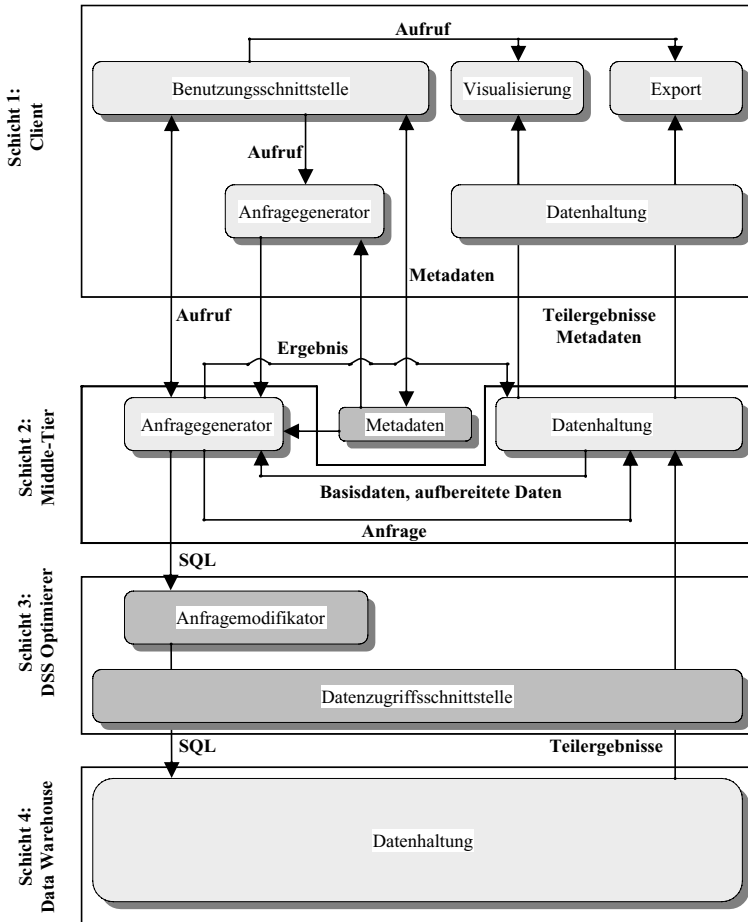 Schicht 1:
Client
Aufruf
Benutzungsschnittstelle
Visualisierung
Export
Aufruf
Anfragegenerator
Datenhaltung
Metadaten
Aufruf
Teilergebnisse
Metadaten
Ergebnis
Schicht 2:
Middle-Tier
Anfragegenerator
Metadaten
Datenhaltung
Basisdaten, aufbereitete Daten
Anfrage
SQL
Schicht 3:
DSS Optimierer
Anfragemodifikator
Datenzugriffsschnittstelle
SQL
Teilergebnisse
Schicht 4:
Data Warehouse
Datenhaltung